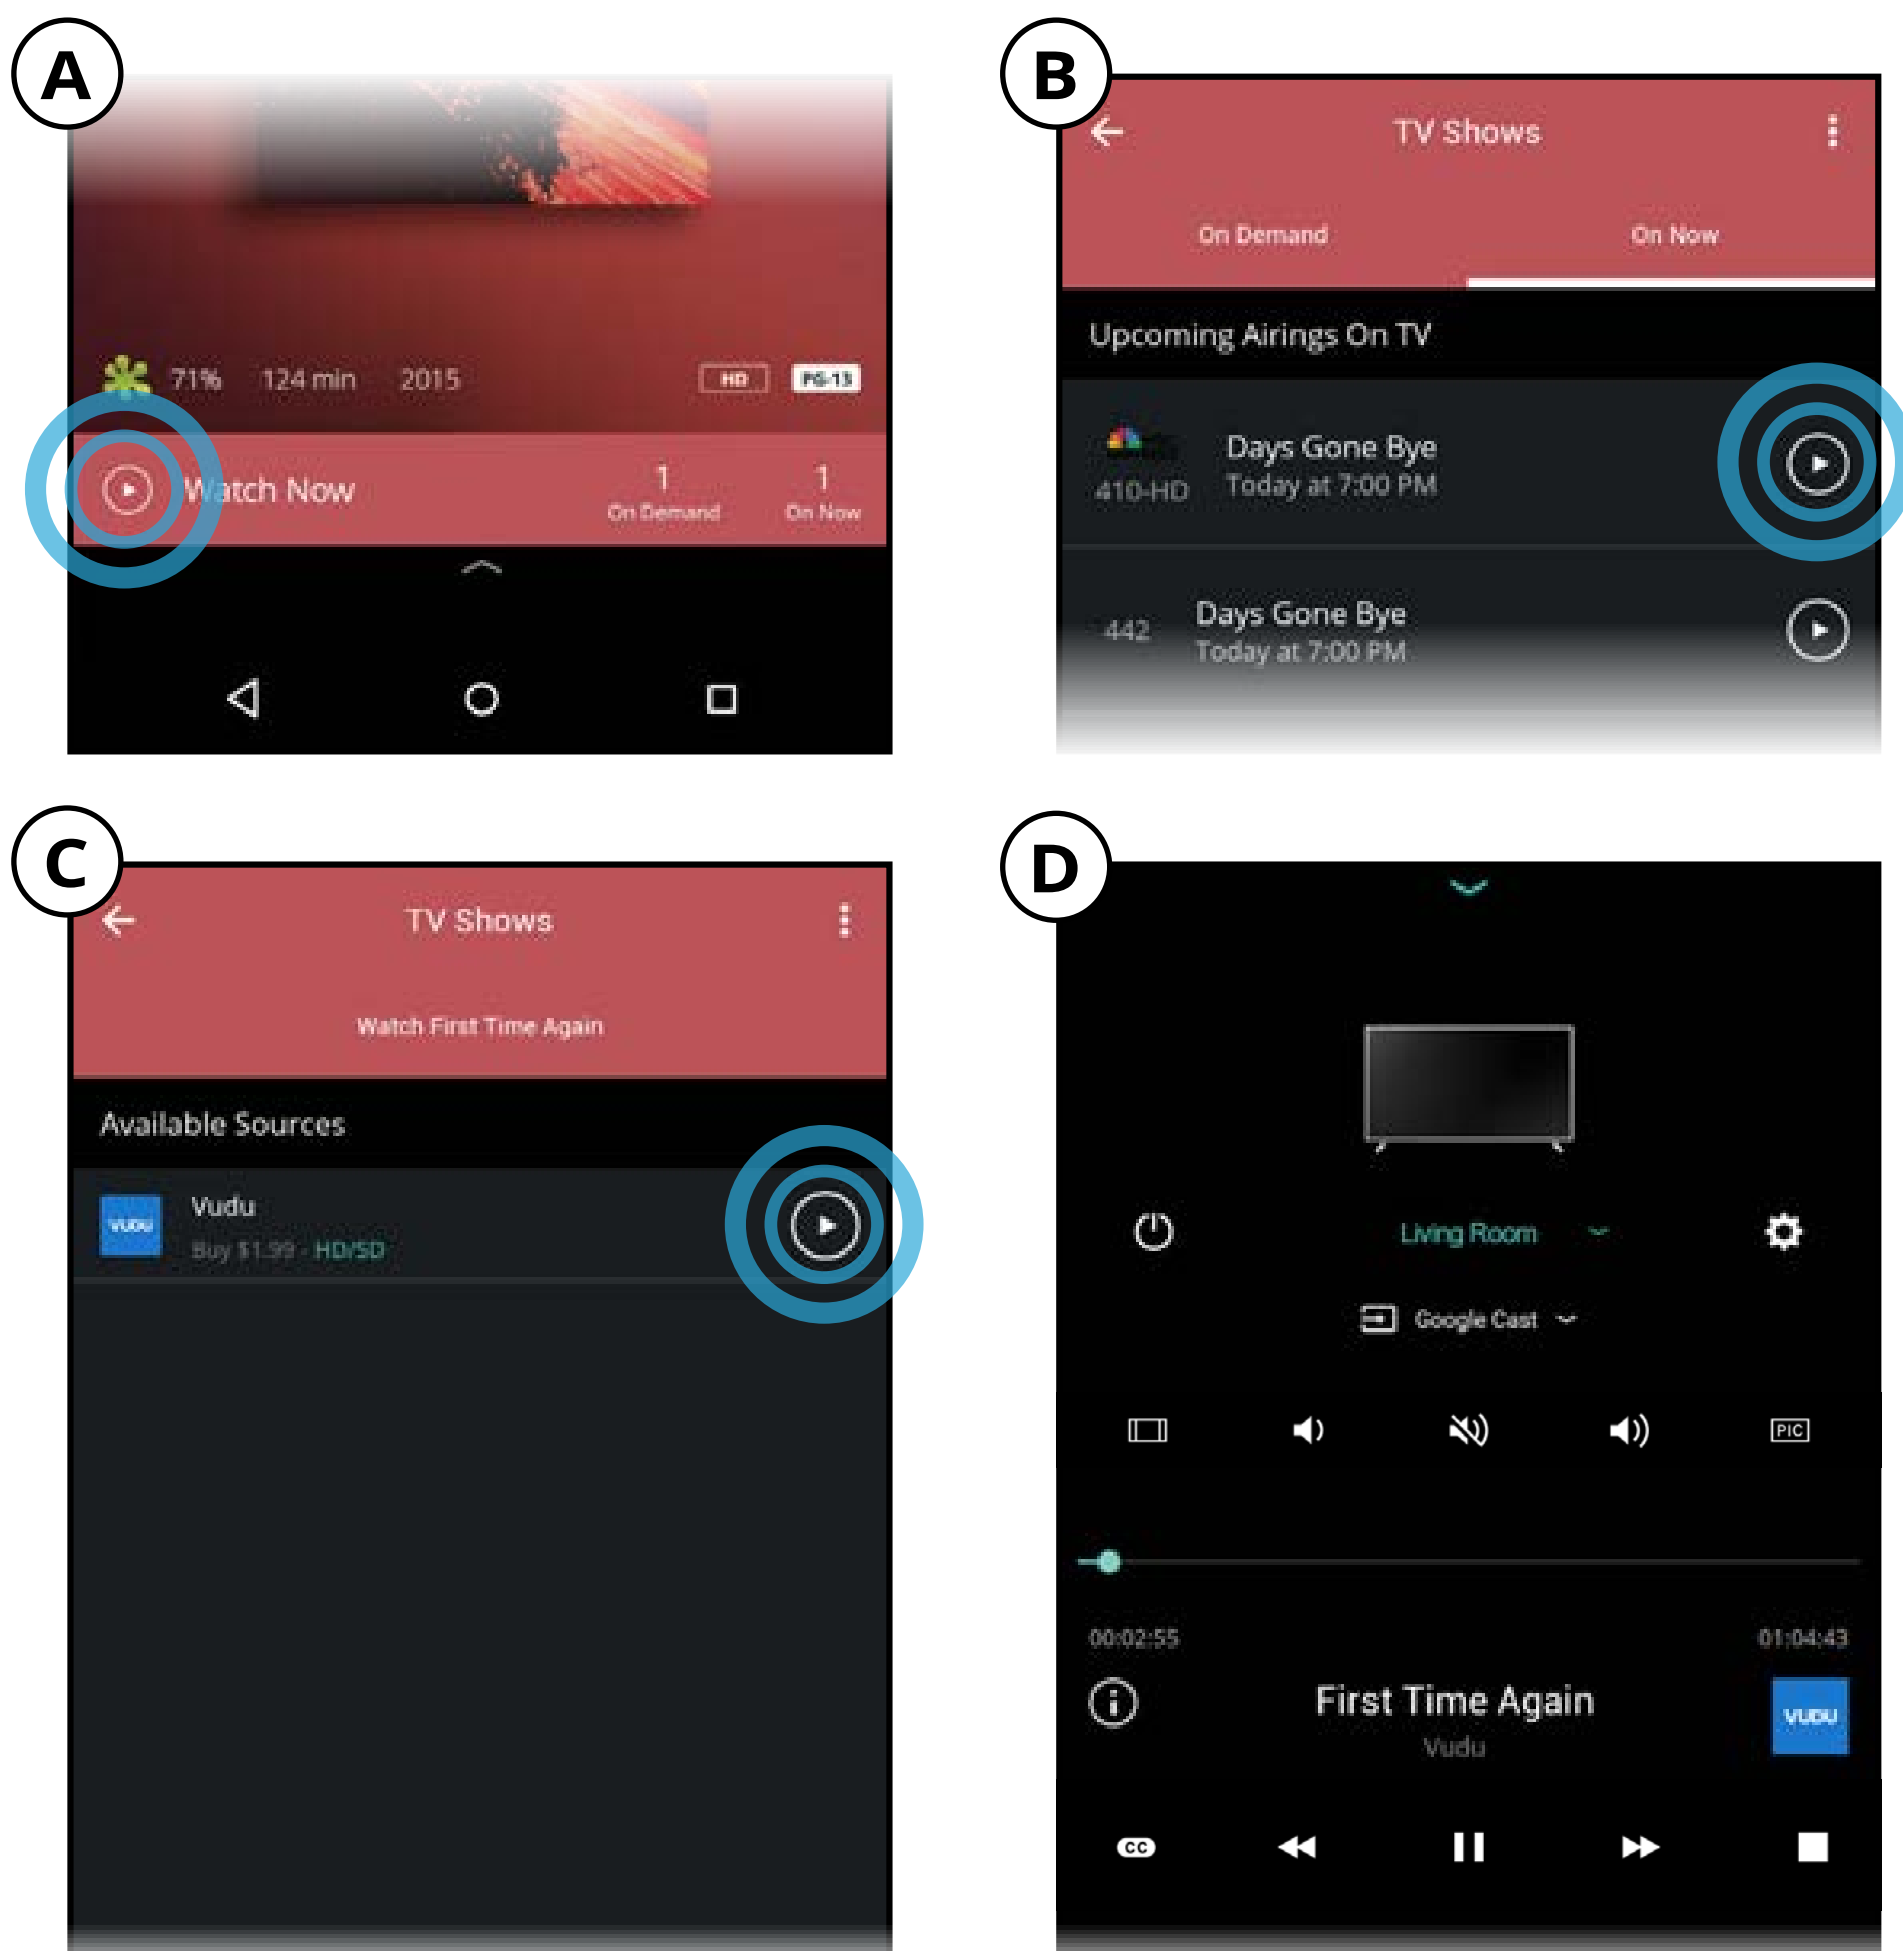 A
71% 124 min 2015 HD PG-13
Watch Now
1
On Demand
1
On Now
B
TV Shows
On Demand On Now
Upcoming Airings On TV
410-HD
Days Gone Bye
Today at 7:00 PM
442
Days Gone Bye
Today at 7:00 PM
C
TV Shows
Watch First Time Again
Available Sources
VUDU
Vudu
Buy $1.99 - HD/SD
D
Living Room
Google Cast
PIC
00:02:55 01:04:43
First Time Again
Vudu
VUDU
CC